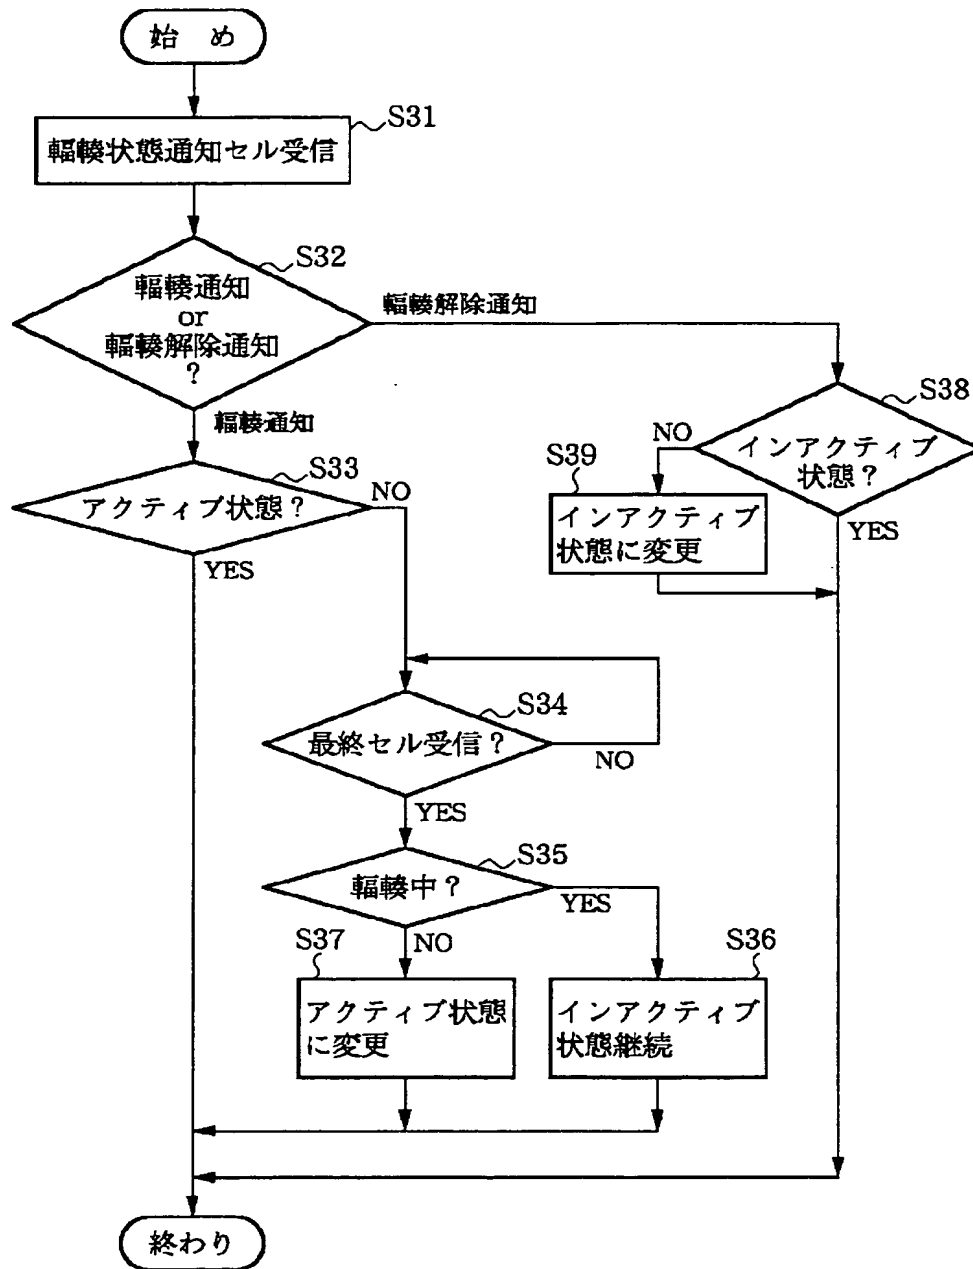 始 め
S31
輻輳状態通知セル受信
S32
輻輳通知
or
輻輳解除通知
?
輻輳解除通知
輻輳通知
S33
アクティブ状態?
NO
YES
S38
インアクティブ
状態?
NO
YES
S39
インアクティブ
状態に変更
S34
最終セル受信?
NO
YES
S35
輻輳中?
YES
NO
S37
アクティブ状態
に変更
S36
インアクティブ
状態継続
終わり